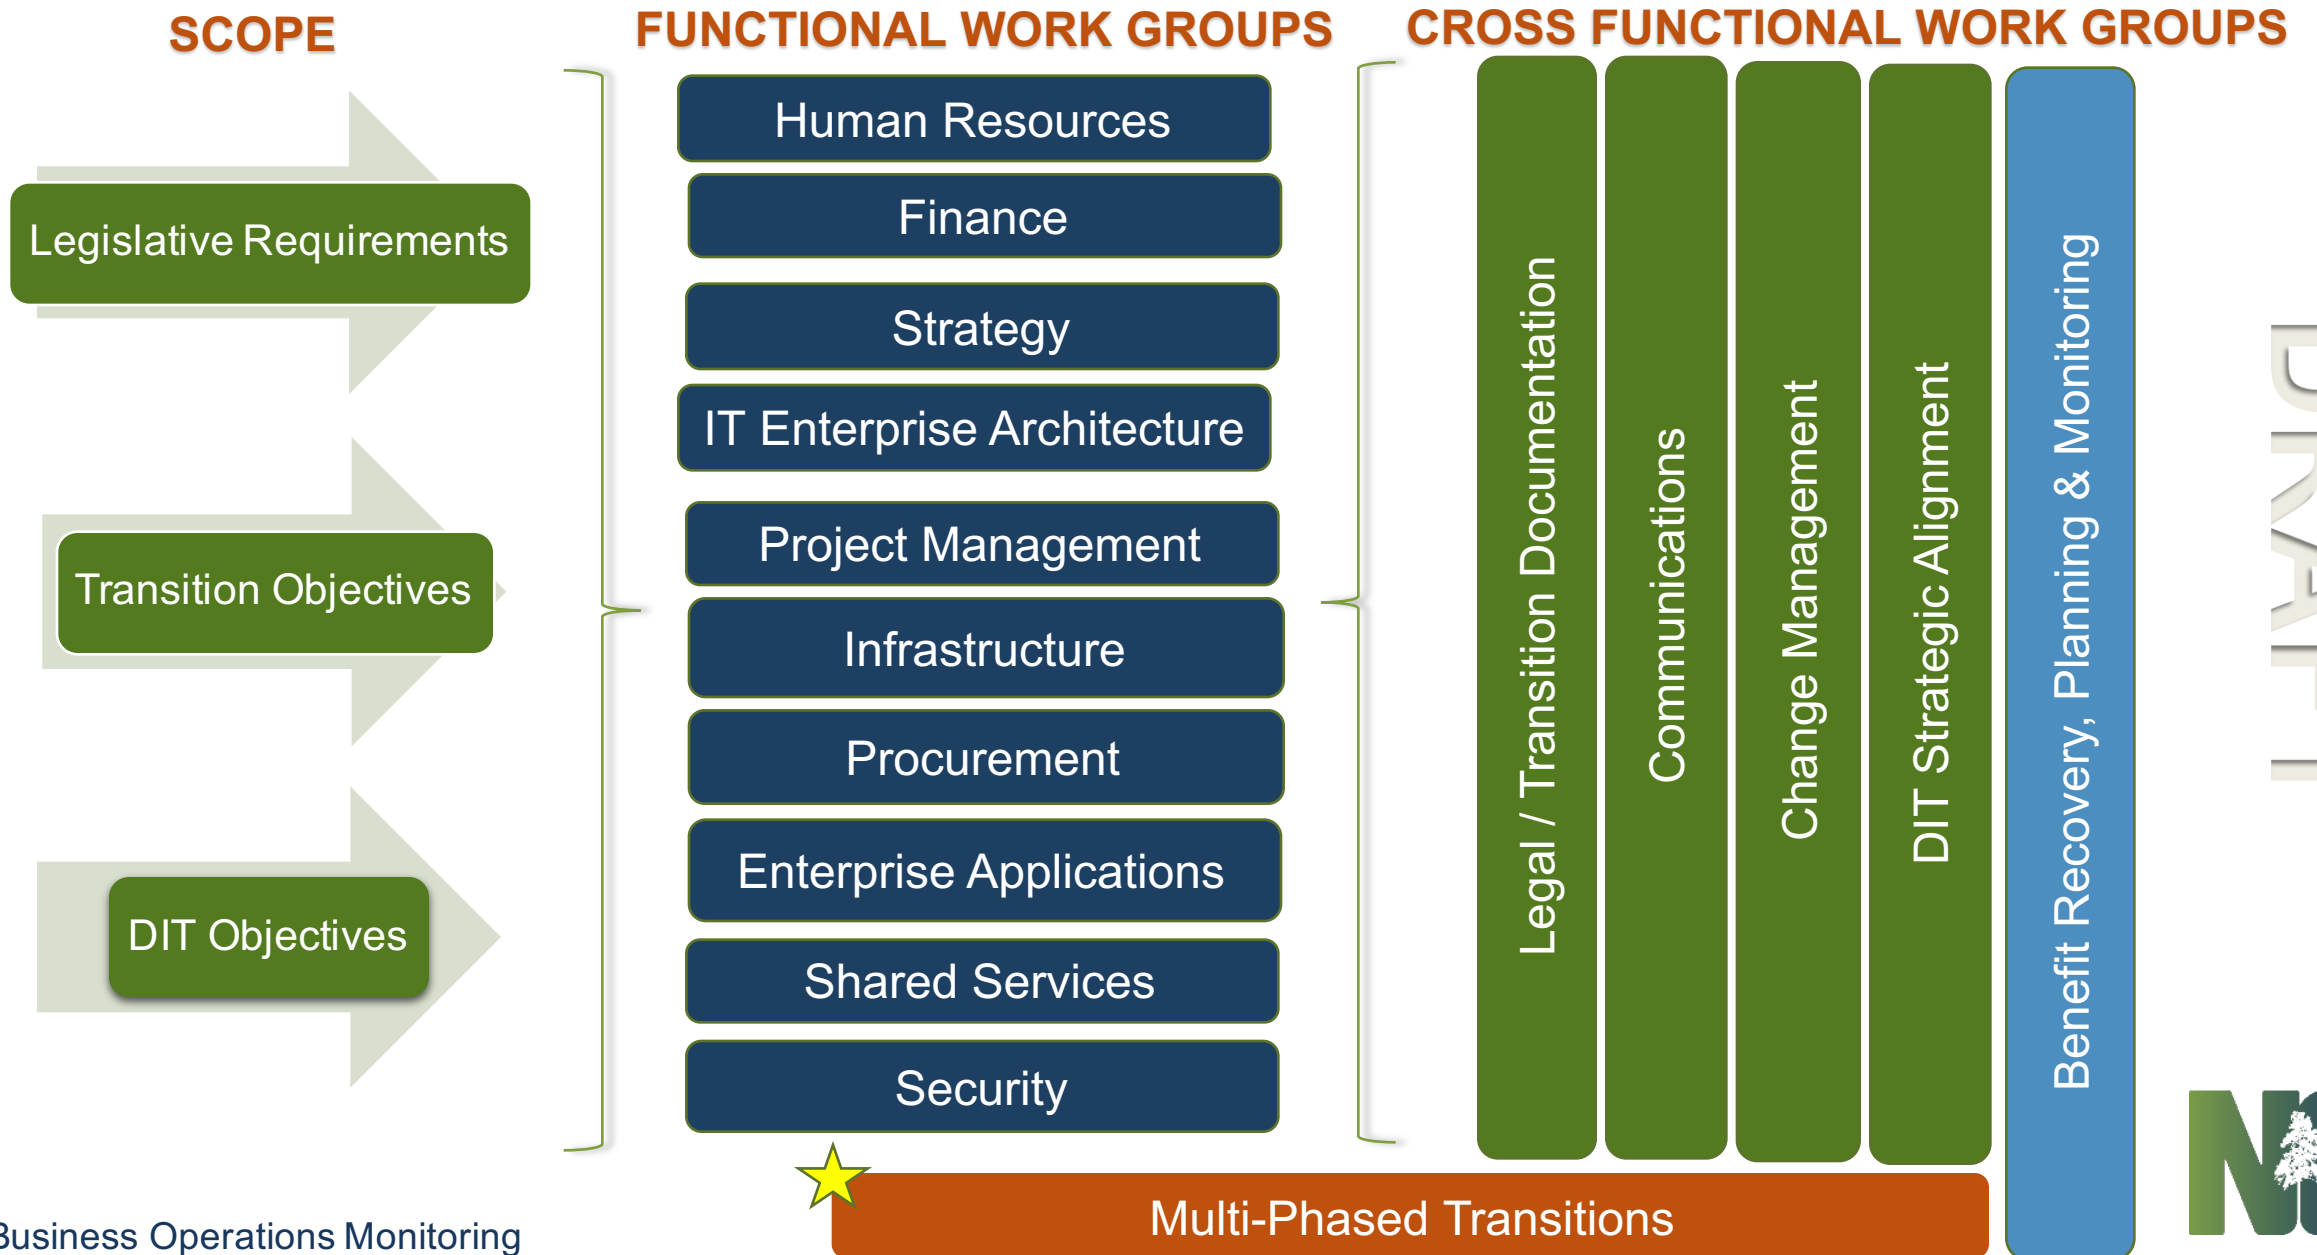 SCOPE
FUNCTIONAL WORK GROUPS
CROSS FUNCTIONAL WORK GROUPS
Legislative Requirements
Transition Objectives
DIT Objectives
Human Resources
Finance
Strategy
IT Enterprise Architecture
Project Management
Infrastructure
Procurement
Enterprise Applications
Shared Services
Security
Legal / Transition Documentation
Communications
Change Management
DIT Strategic Alignment
Benefit Recovery, Planning & Monitoring
DRAFT
Multi-Phased Transitions
Business Operations Monitoring
N